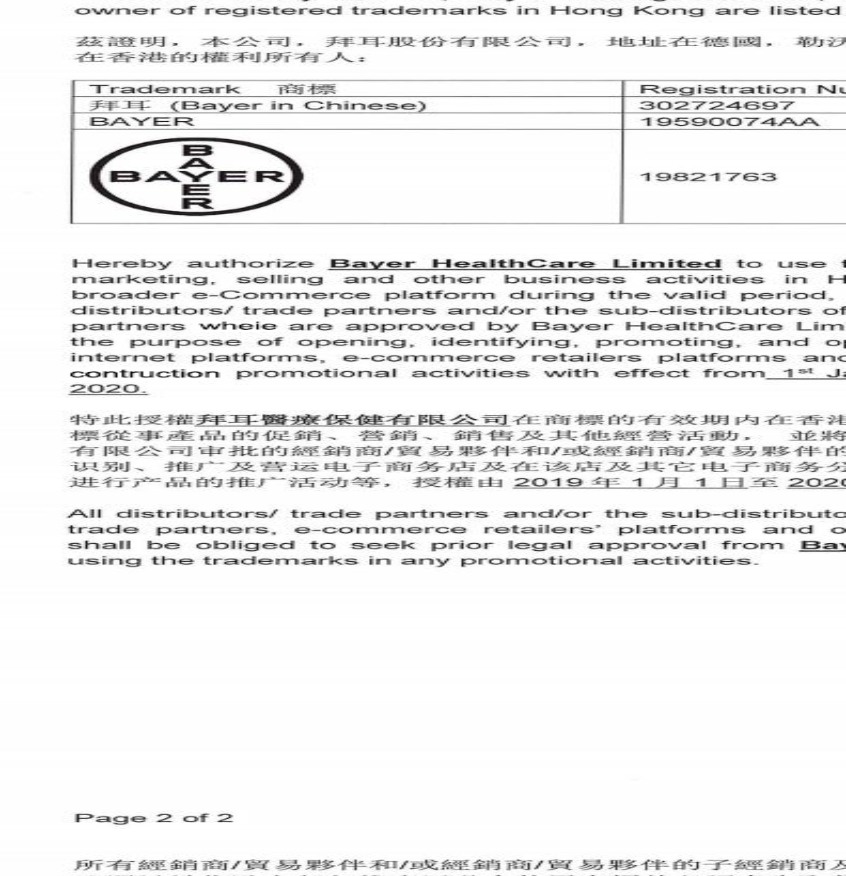 owner of registered trademarks in Hong Kong are listed
茲證明，本公司，拜耳股份有限公司，地址在德國，勒沃
在香港的權利所有人：
Trademark 商標 Registration Nu
拜耳 (Bayer in Chinese) 302724697
BAYER 19590074AA
BAYER
BAYER
19821763
Hereby authorize Bayer HealthCare Limited to use t
marketing, selling and other business activities in H
broader e-Commerce platform during the valid period,
distributors/ trade partners and/or the sub-distributors of
partners wheie are approved by Bayer HealthCare Lim
the purpose of opening, identifying, promoting, and op
internet platforms, e-commerce retailers platforms and
contruction promotional activities with effect from 1st Ja
2020.
特此授權拜耳醫療保健有限公司在商標的有效期内在香港
標從事產品的促銷、營銷、銷售及其他經營活動， 並將
有限公司审批的經銷商/貿易夥伴和/或經銷商/貿易夥伴的
识别、推广及营运电子商务店及在该店及其它电子商务分
进行产品的推广活动等，授權由 2019 年 1 月 1 日至 2020
All distributors/ trade partners and/or the sub-distributo
trade partners, e-commerce retailers’ platforms and o
shall be obliged to seek prior legal approval from Bay
using the trademarks in any promotional activities.
Page 2 of 2
所有經銷商/貿易夥伴和/或經銷商/貿易夥伴的子經銷商及